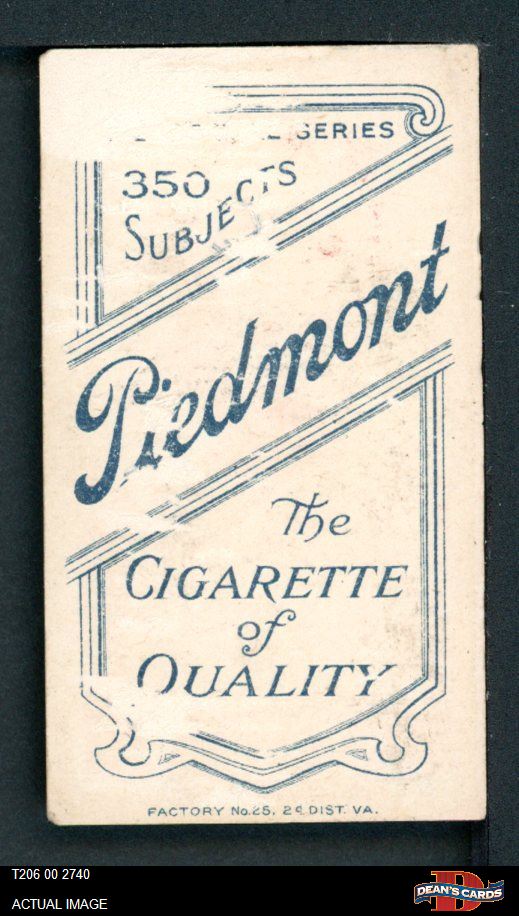 SERIES
350
SUBJECTS
Piedmont
The
CIGARETTE
of
QUALITY
FACTORY No.25, 2d DIST. VA.
T206 00 2740
ACTUAL IMAGE
DEAN'S CARDS